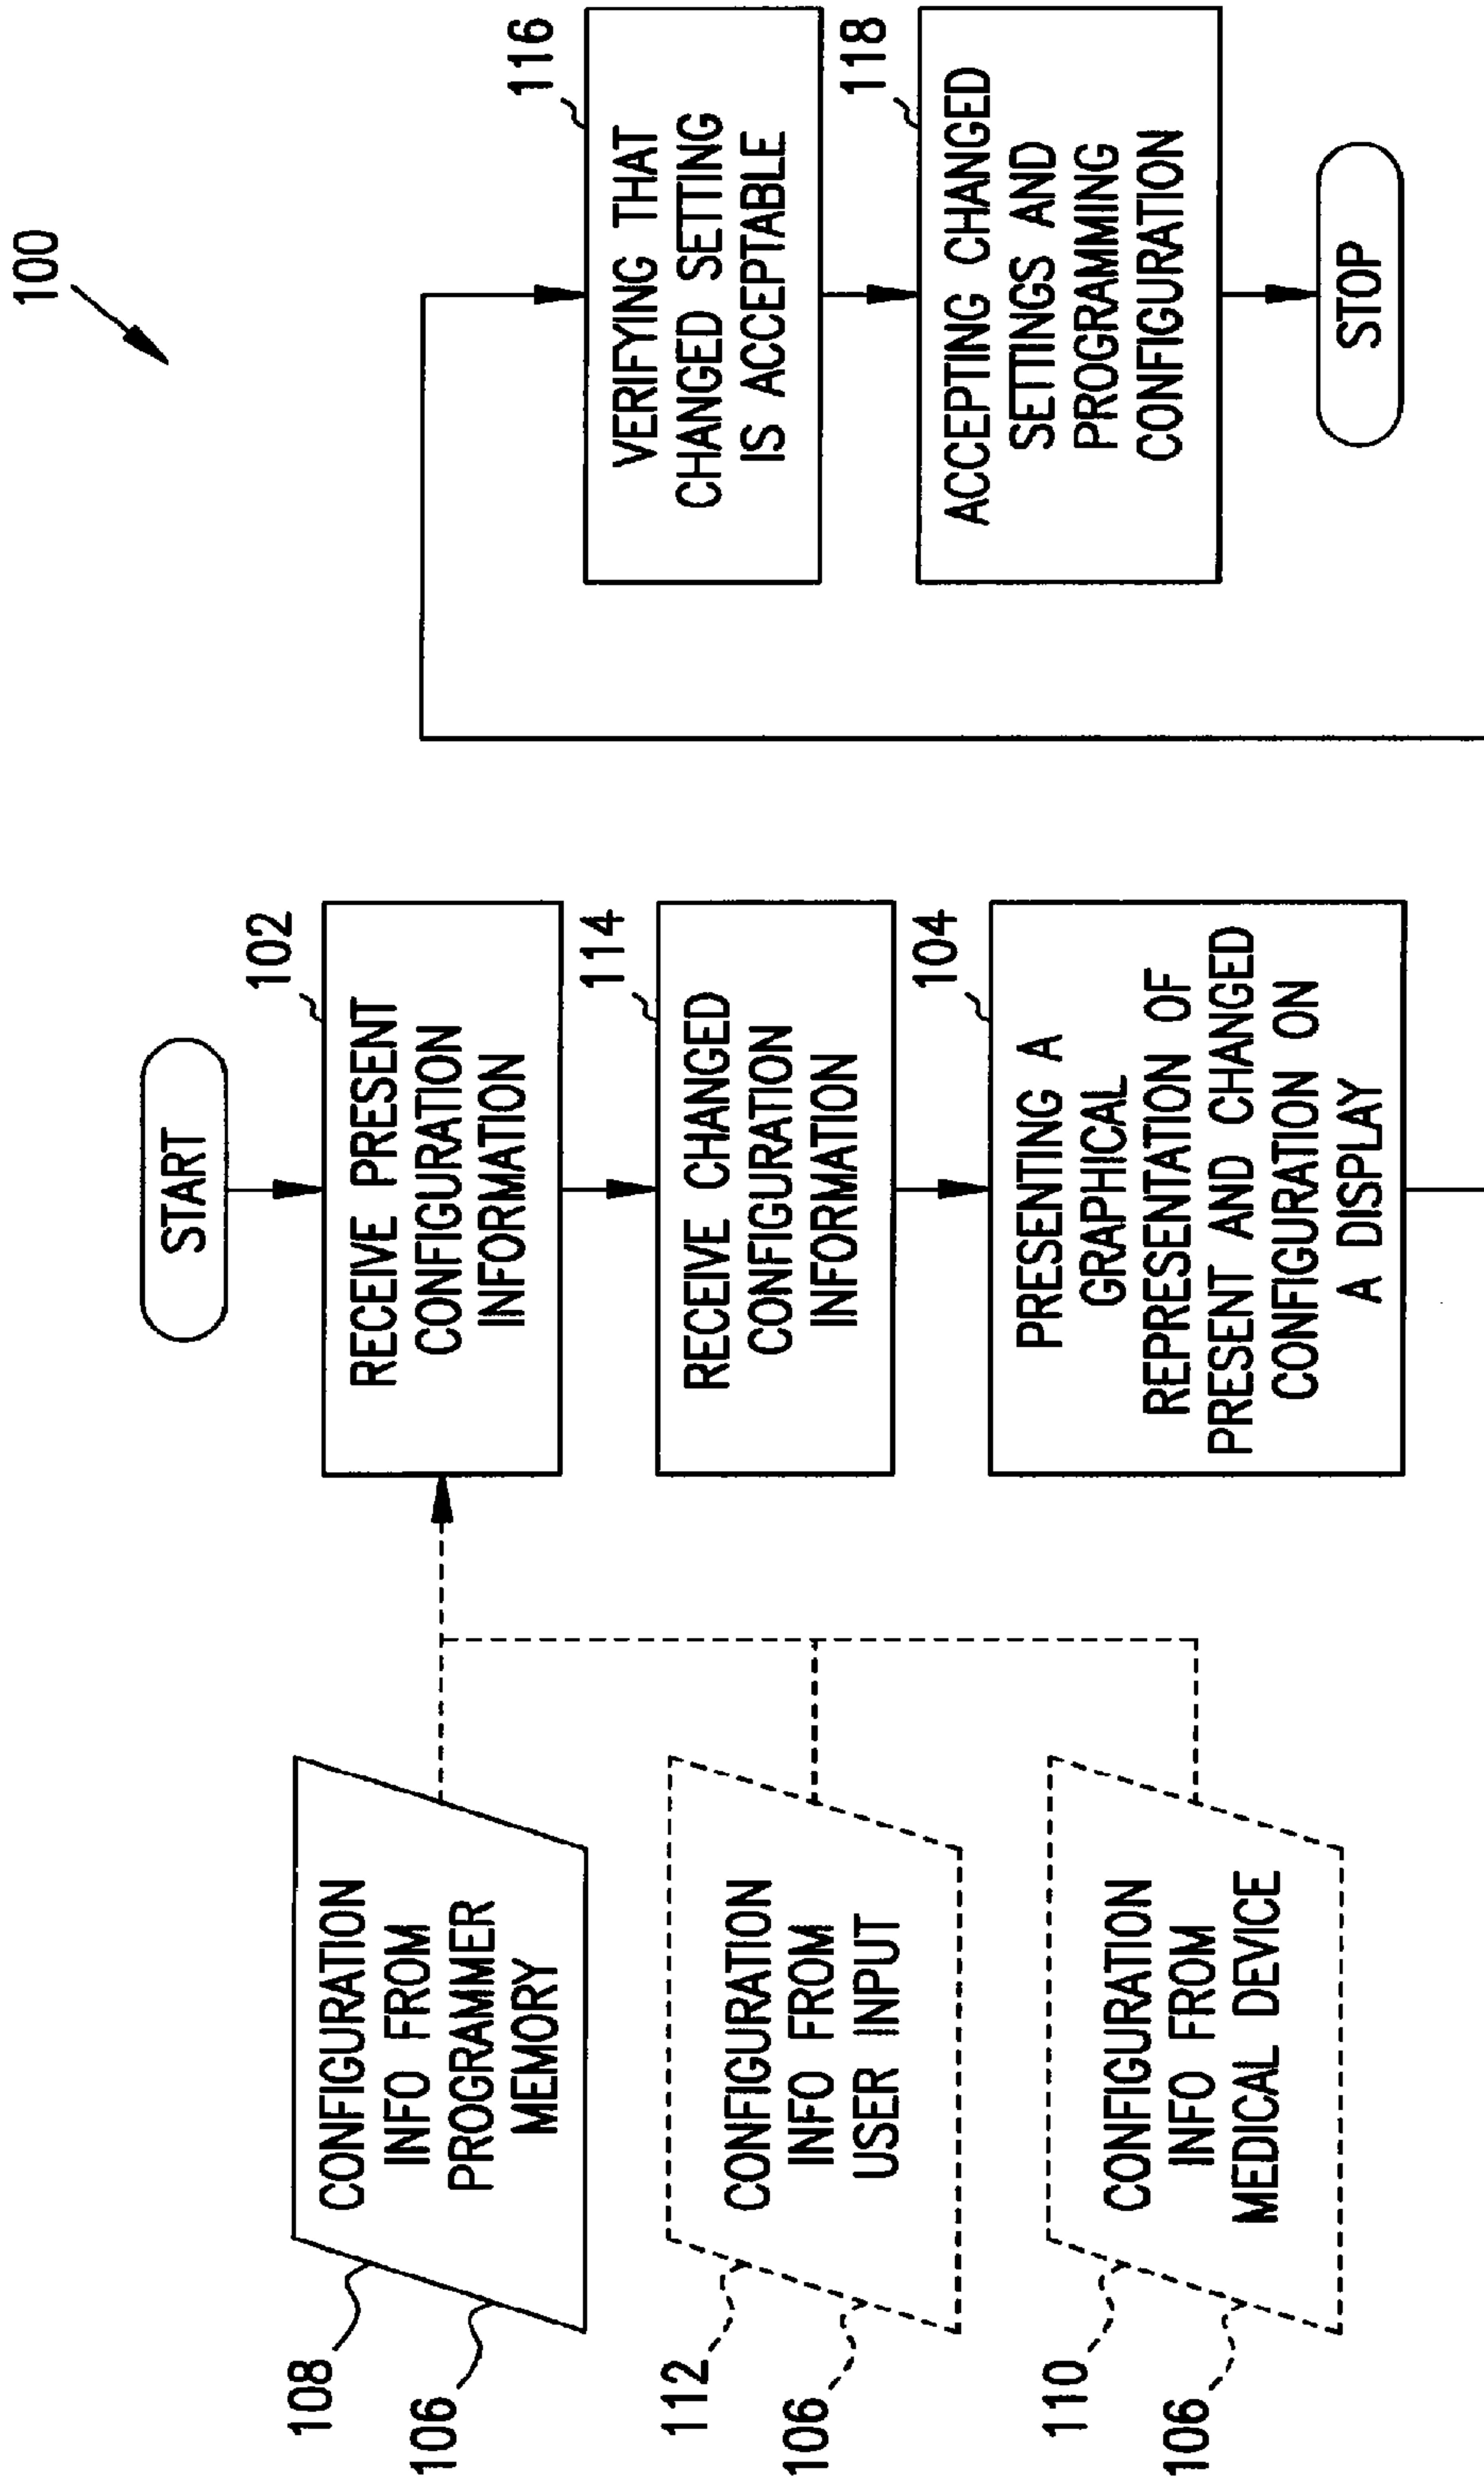 100
START
102
RECEIVE PRESENT
CONFIGURATION
INFORMATION
114
RECEIVE CHANGED
CONFIGURATION
INFORMATION
104
PRESENTING A
GRAPHICAL
REPRESENTATION OF
PRESENT AND CHANGED
CONFIGURATION ON
A DISPLAY
108
106
CONFIGURATION
INFO FROM
PROGRAMMER
MEMORY
112
106
CONFIGURATION
INFO FROM
USER INPUT
110
106
CONFIGURATION
INFO FROM
MEDICAL DEVICE
116
VERIFYING THAT
CHANGED SETTING
IS ACCEPTABLE
118
ACCEPTING CHANGED
SETTINGS AND
PROGRAMMING
CONFIGURATION
STOP